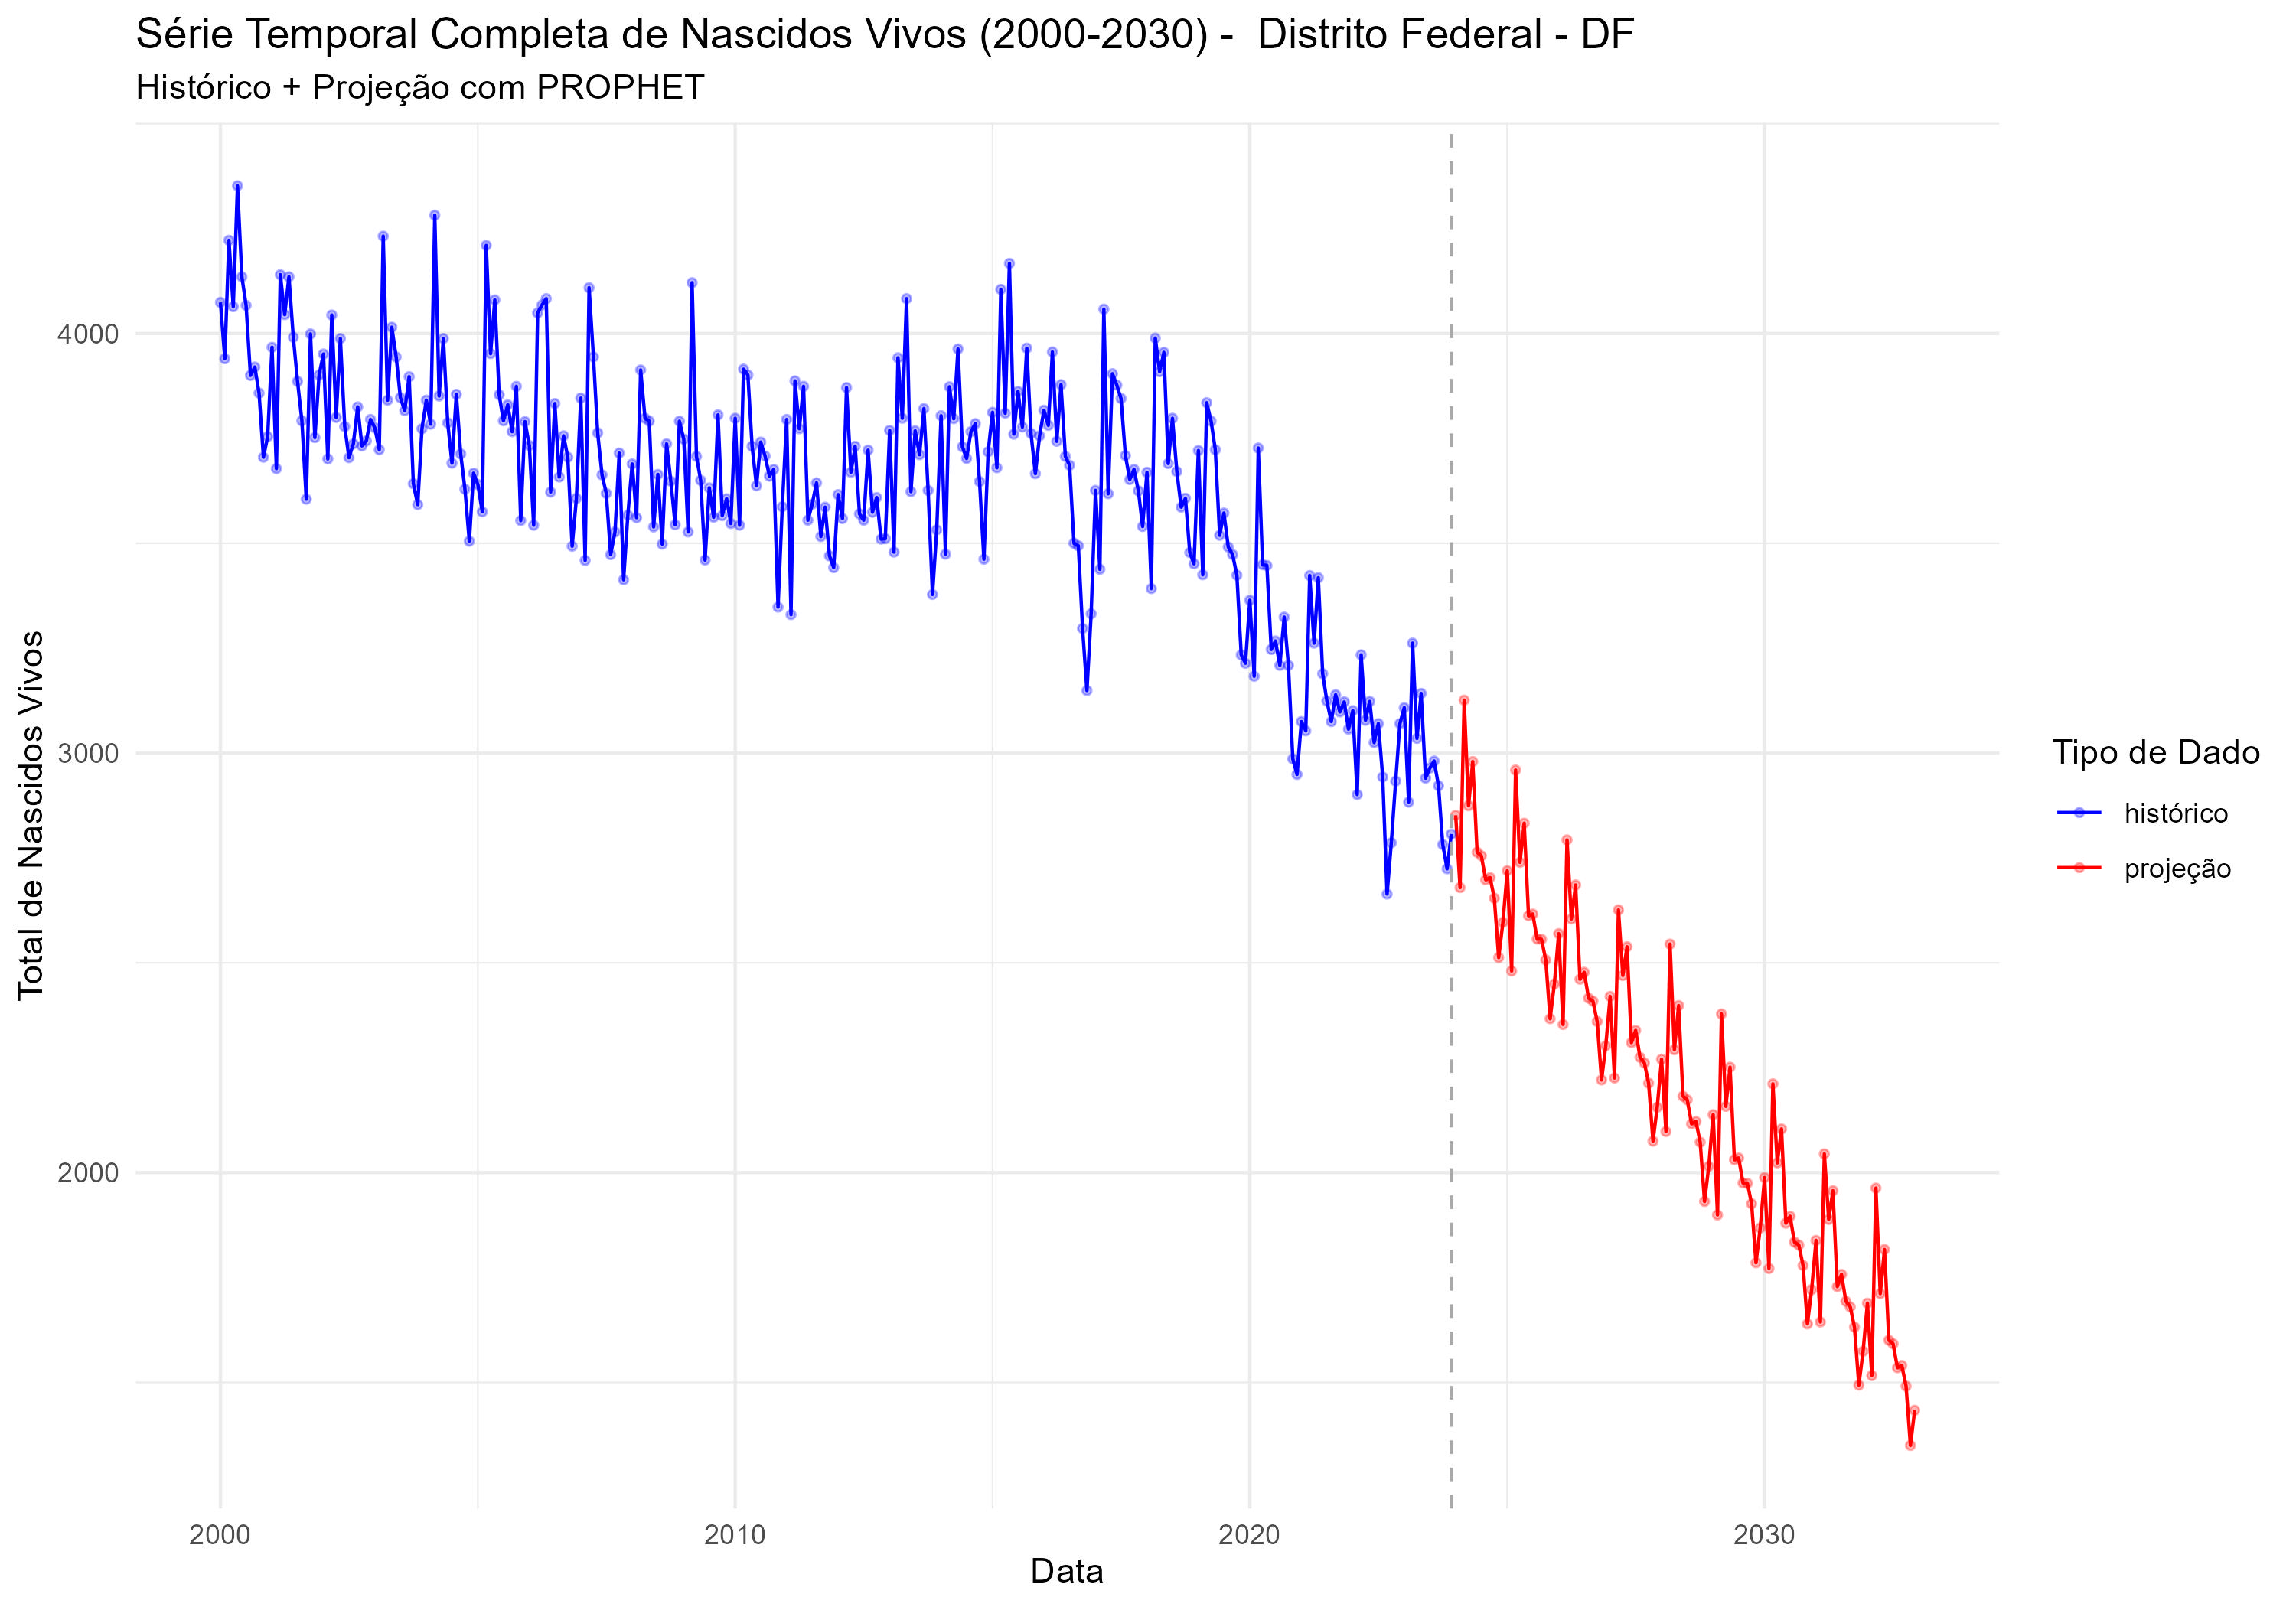 Série Temporal Completa de Nascidos Vivos (2000-2030) -  Distrito Federal - DF
Histórico + Projeção com PROPHET
Total de Nascidos Vivos
4000
3000
2000
2000
2010
2020
2030
Data
Tipo de Dado
histórico
projeção